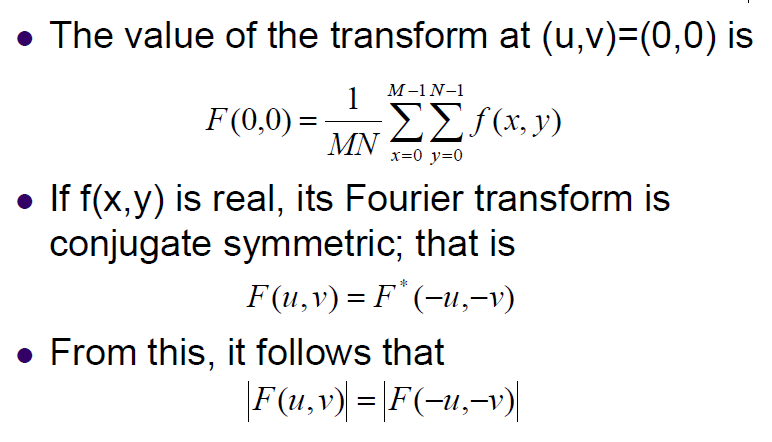 • The value of the transform at (u,v)=(0,0) is
F(0,0) = \frac{1}{MN} \sum_{x=0}^{M-1} \sum_{y=0}^{N-1} f(x, y)
• If f(x,y) is real, its Fourier transform is
conjugate symmetric; that is
F(u,v) = F^{*}(−u,−v)
• From this, it follows that
|F(u,v)| = |F(−u,−v)|